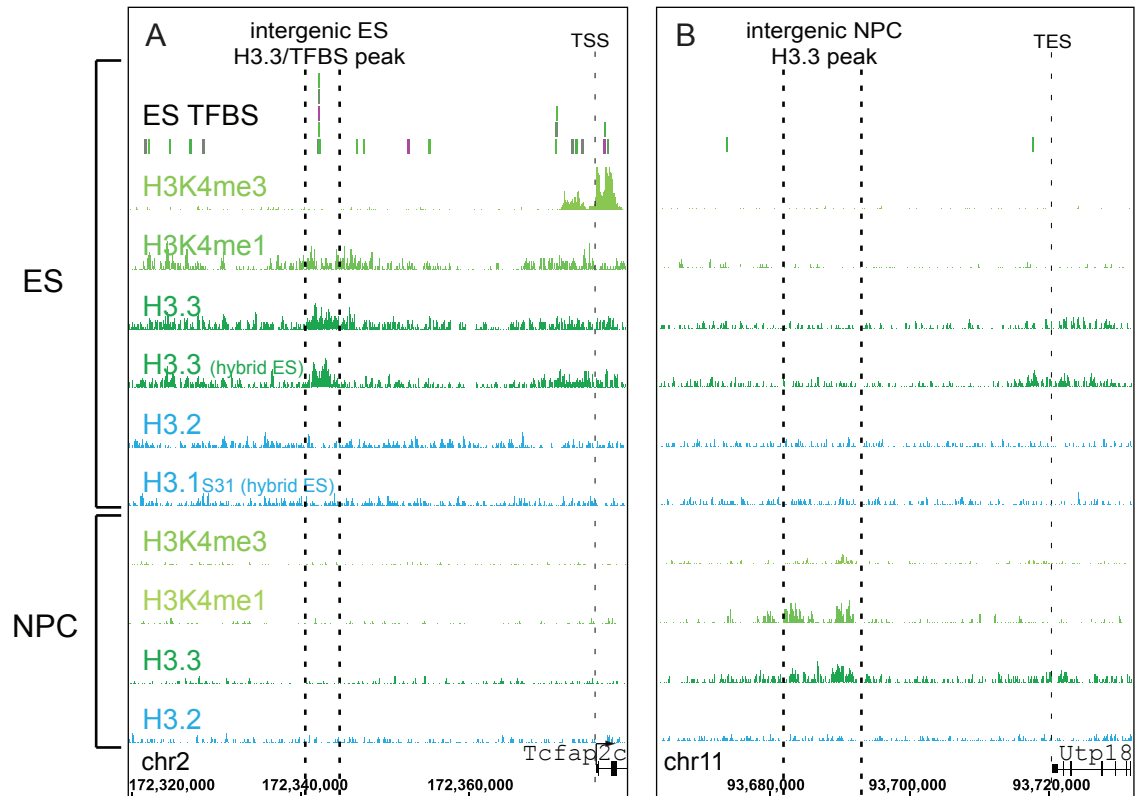 A
intergenic ES
H3.3/TFBS peak
TSS
B
intergenic NPC
H3.3 peak
TES
ES
ES TFBS
H3K4me3
H3K4me1
H3.3
H3.3 (hybrid ES)
H3.2
H3.1S31 (hybrid ES)
NPC
H3K4me3
H3K4me1
H3.3
H3.2
Tcfap2c
Utp18
chr2
chr11
172,320,000
172,340,000
172,360,000
93,680,000
93,700,000
93,720,000